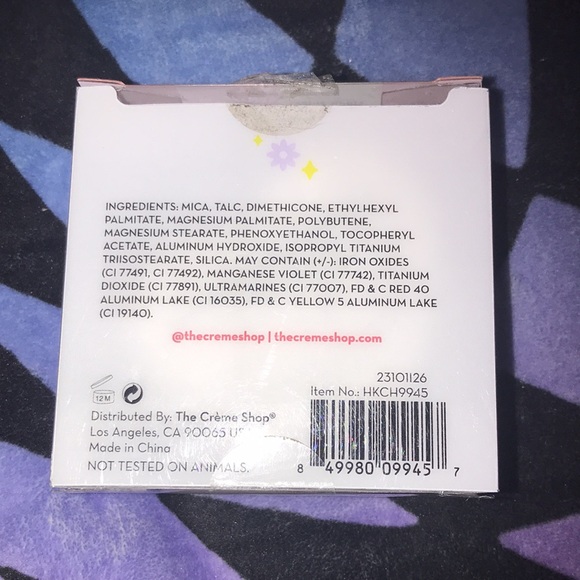 INGREDIENTS: MICA, TALC, DIMETHICONE, ETHYLHEXYL
PALMITATE, MAGNESIUM PALMITATE, POLYBUTENE,
MAGNESIUM STEARATE, PHENOXYETHANOL, TOCOPHERYL
ACETATE, ALUMINUM HYDROXIDE, ISOPROPYL TITANIUM
TRIISOSTEARATE, SILICA. MAY CONTAIN (+/-): IRON OXIDES
(CI 77491, CI 77492), MANGANESE VIOLET (CI 77742), TITANIUM
DIOXIDE (CI 77891), ULTRAMARINES (CI 77007), FD & C RED 40
ALUMINUM LAKE (CI 16035), FD & C YELLOW 5 ALUMINUM LAKE
(CI 19140).
@thecremeshop | thecremeshop.com
23101126
Item No.: HKCH9945
12M
Distributed By: The Crème Shop®
Los Angeles, CA 90065
Made in China
NOT TESTED ON ANIMALS.
8 49980 09945 7